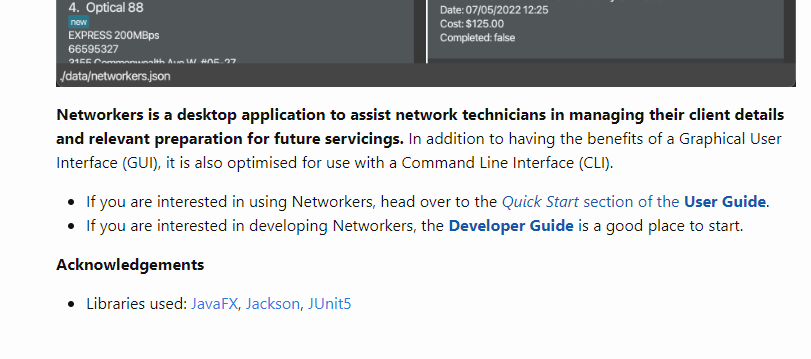 4. Optical 88
new
EXPRESS 200MBps
66595327
3155 Commonwealth Ave W, #05-27
Date: 07/05/2022 12:25
Cost: $125.00
Completed: false
./data/networkers.json
Networkers is a desktop application to assist network technicians in managing their client details
and relevant preparation for future servicings. In addition to having the benefits of a Graphical User
Interface (GUI), it is also optimised for use with a Command Line Interface (CLI).
• If you are interested in using Networkers, head over to the Quick Start section of the User Guide.
• If you are interested in developing Networkers, the Developer Guide is a good place to start.
Acknowledgements
• Libraries used: JavaFX, Jackson, JUnit5